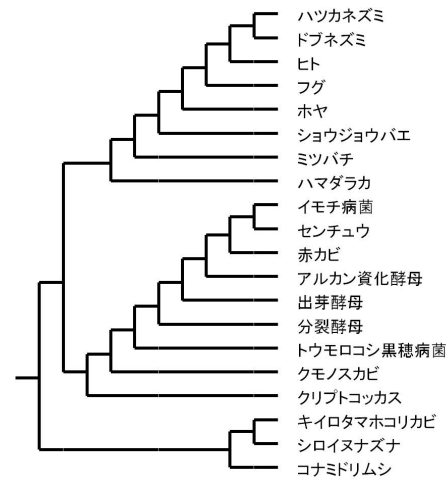 ハツカネズミ
ドブネズミ
ヒト
フグ
ホヤ
ショウジョウバエ
ミツバチ
ハマダラカ
イモチ病菌
センチュウ
赤カビ
アルカン資化酵母
出芽酵母
分裂酵母
トウモロコシ黒穂病菌
クモノスカビ
クリプトコッカス
キイロタマホコリカビ
シロイヌナズナ
コナミドリムシ